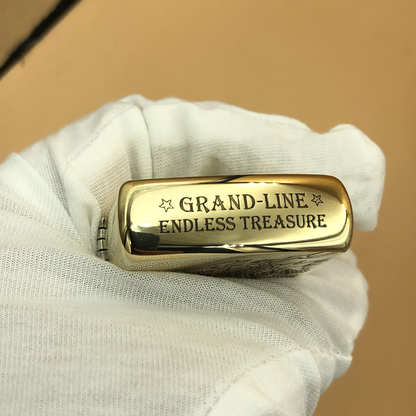 ☆ GRAND-LINE ☆
ENDLESS TREASURE